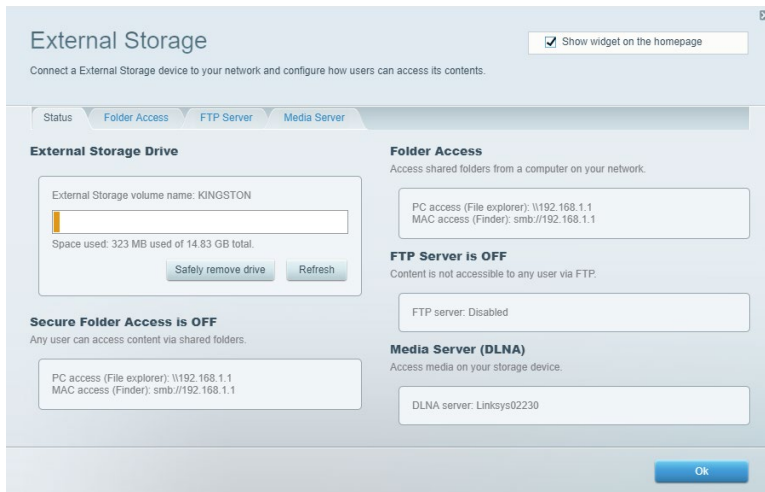 External Storage
Show widget on the homepage
Connect a External Storage device to your network and configure how users can access its contents.
Status
Folder Access
FTP Server
Media Server
External Storage Drive
External Storage volume name: KINGSTON
Space used: 323 MB used of 14.83 GB total.
Safely remove drive
Refresh
Secure Folder Access is OFF
Any user can access content via shared folders.
PC access (File explorer): \\192.168.1.1
MAC access (Finder): smb://192.168.1.1
Folder Access
Access shared folders from a computer on your network.
PC access (File explorer): \\192.168.1.1
MAC access (Finder): smb://192.168.1.1
FTP Server is OFF
Content is not accessible to any user via FTP.
FTP server: Disabled
Media Server (DLNA)
Access media on your storage device.
DLNA server: Linksys02230
Ok